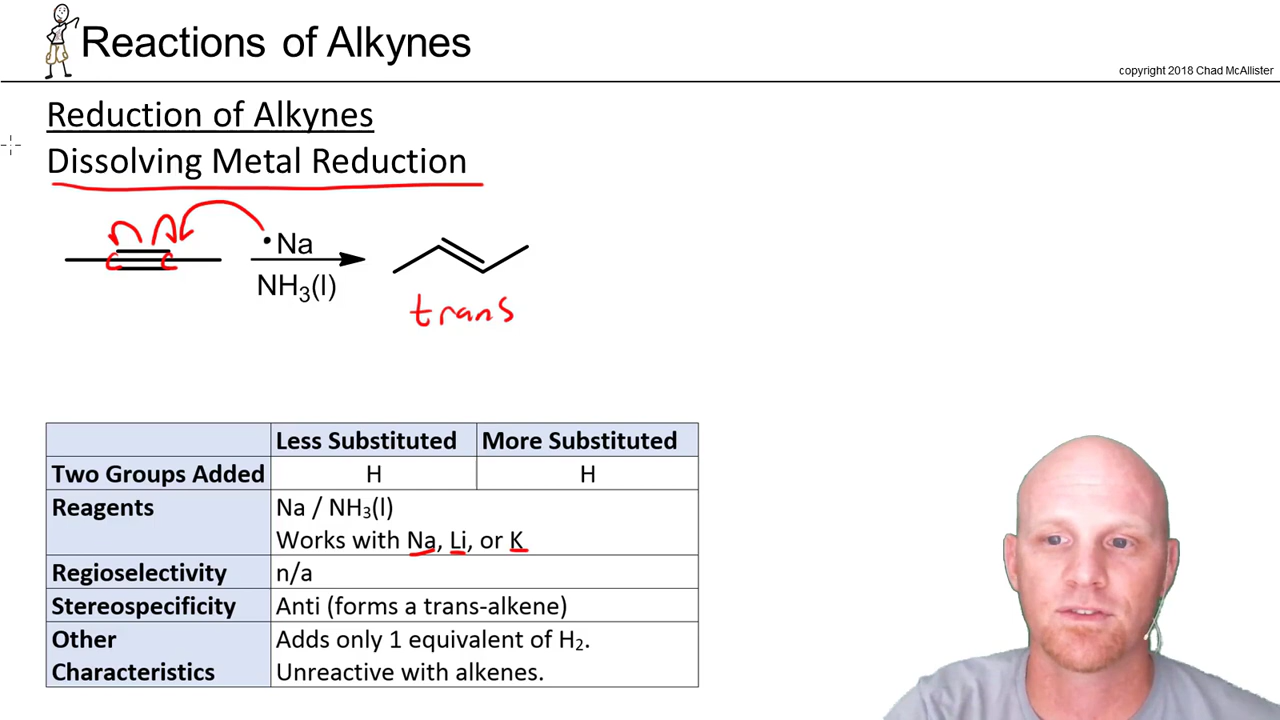 Reactions of Alkynes
copyright 2018 Chad McAllister
Reduction of Alkynes
Dissolving Metal Reduction
C C
•Na
NH₃(l)
trans
Less Substituted More Substituted
Two Groups Added H H
Reagents Na / NH₃(l)
Works with Na, Li, or K
Regioselectivity n/a
Stereospecificity Anti (forms a trans-alkene)
Other Adds only 1 equivalent of H₂.
Characteristics Unreactive with alkenes.